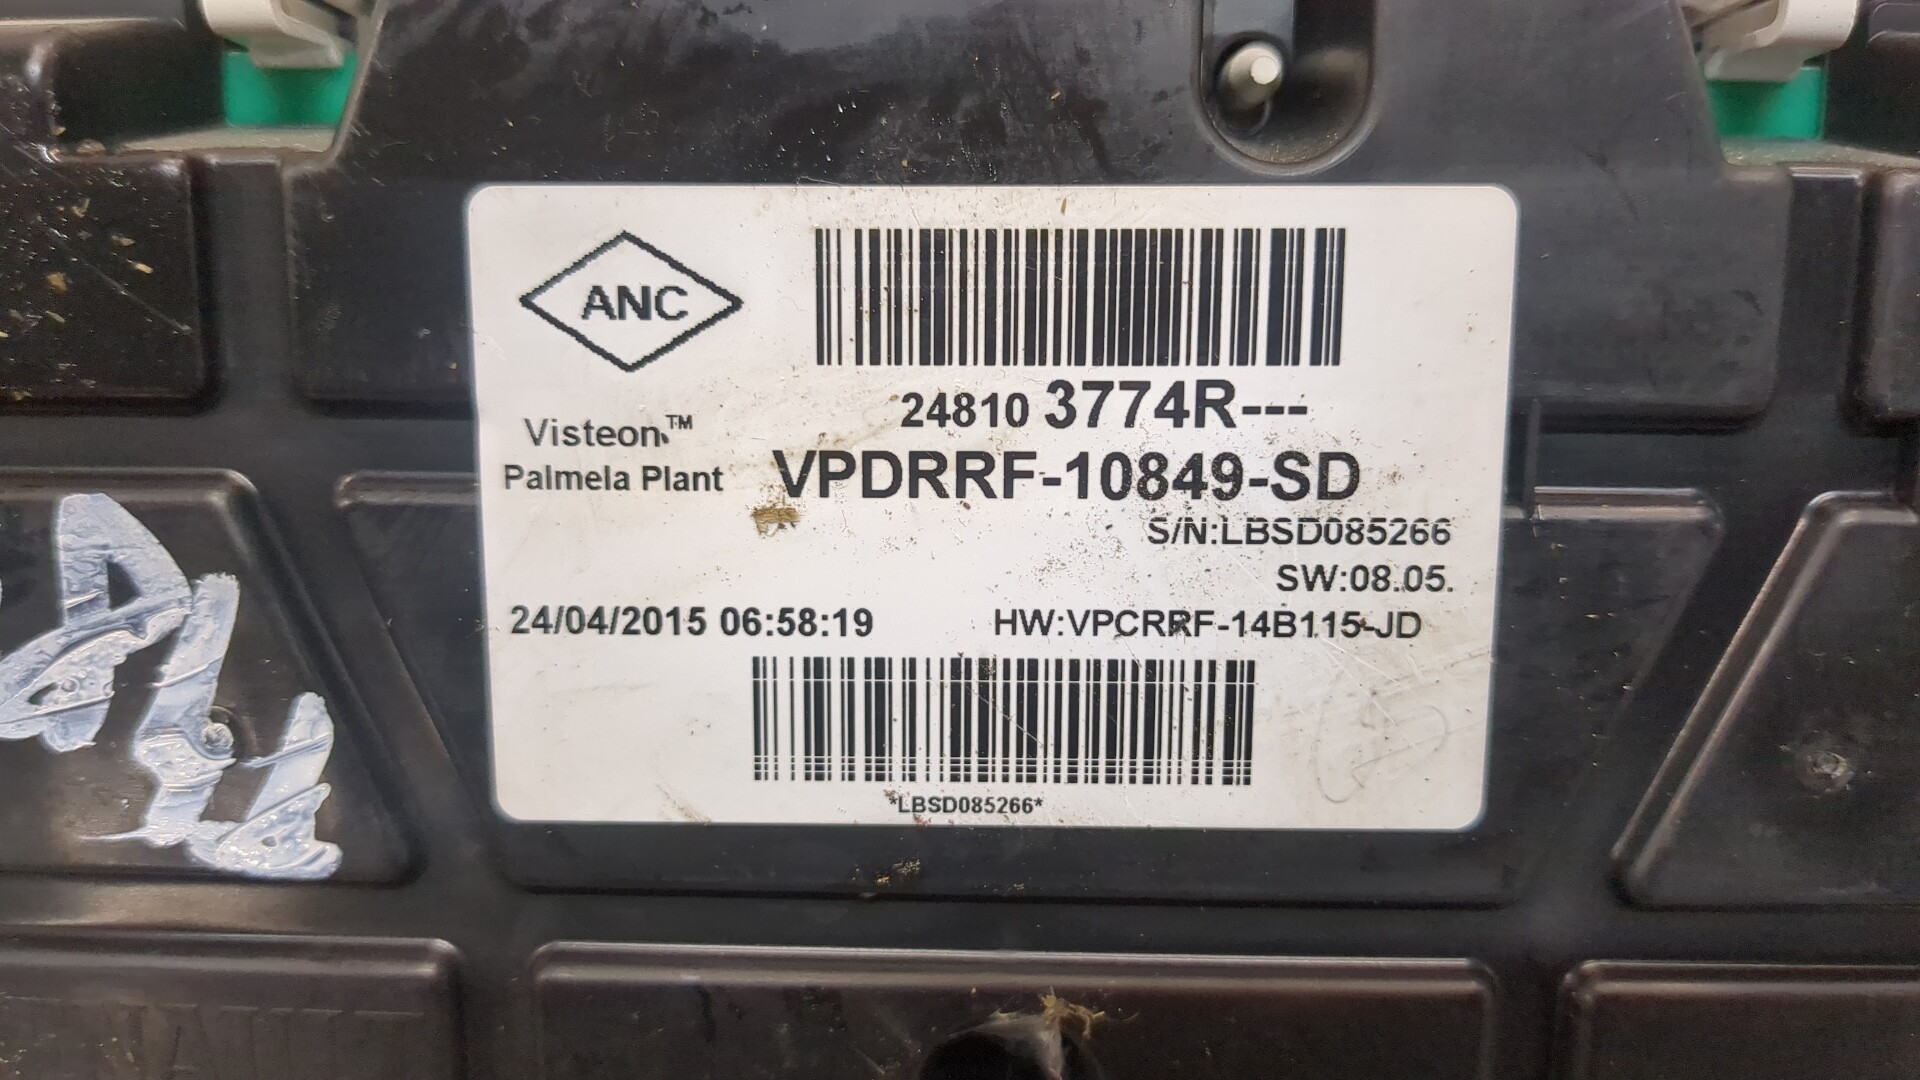 ANC
24810 3774R---
Visteon™
Palmela Plant
VPDRRF-10849-SD
S/N:LBSD085266
SW:08.05.
24/04/2015 06:58:19
HW:VPCRRF-14B115-JD
*LBSD085266*